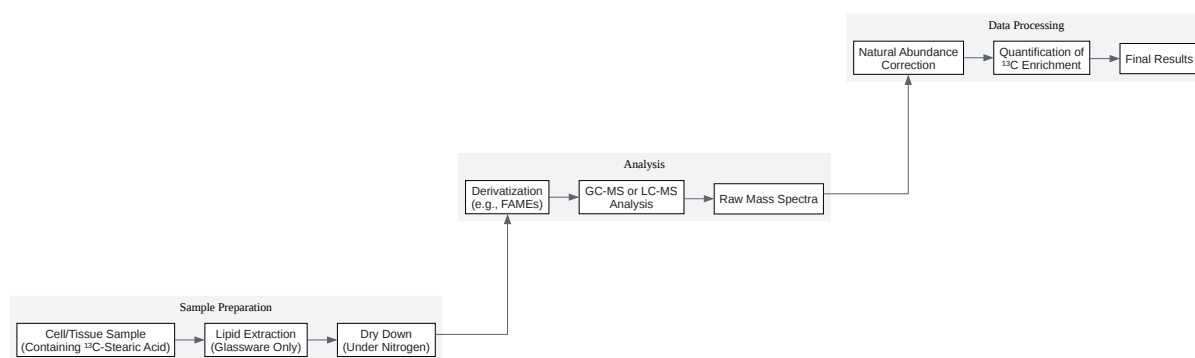 Data Processing
Natural Abundance
Correction
Quantification of
¹³C Enrichment
Final Results
Analysis
Derivatization
(e.g., FAMEs)
GC-MS or LC-MS
Analysis
Raw Mass Spectra
Sample Preparation
Cell/Tissue Sample
(Containing ¹³C-Stearic Acid)
Lipid Extraction
(Glassware Only)
Dry Down
(Under Nitrogen)